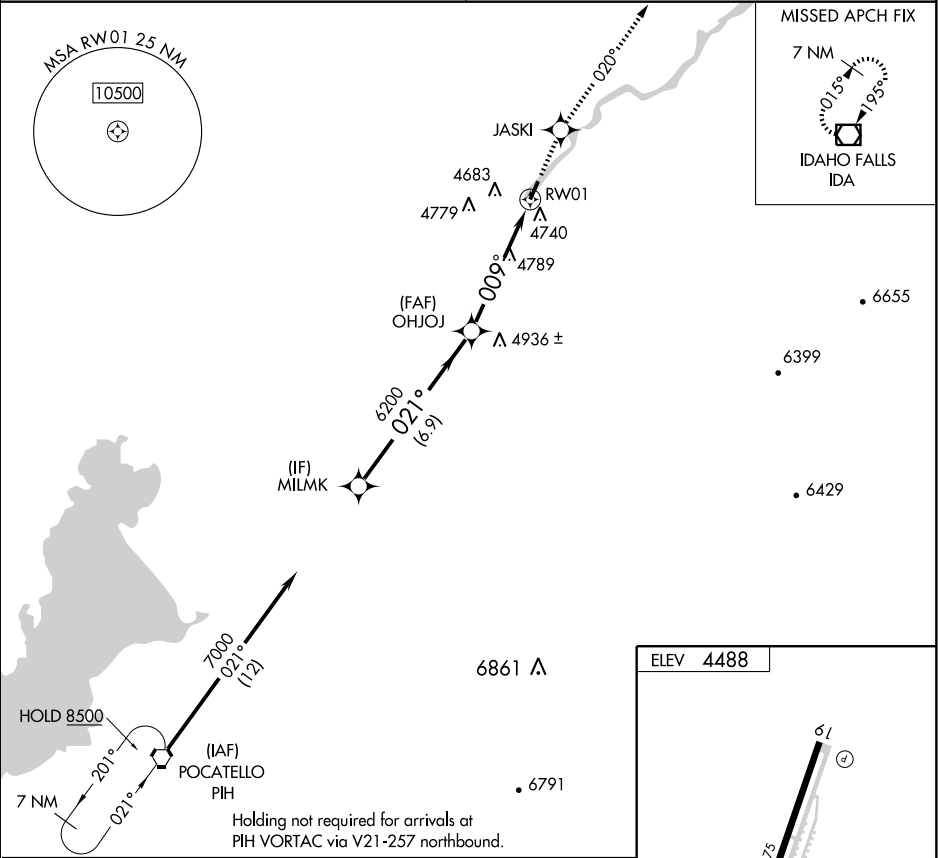 MSA RW01 25 NM
10500
MISSED APCH FIX
7 NM
015°
195°
IDAHO FALLS
IDA
020°
JASKI
4683
4779
RW01
4740
4789
009°
(FAF)
OHJOJ
4936 ±
6655
6399
6200
021°
(6.9)
(IF)
MILMK
6429
7000
021°
(12)
6861
HOLD 8500
201°
021°
7 NM
(IAF)
POCATELLO
PIH
6791
Holding not required for arrivals at
PIH VORTAC via V21-257 northbound.
ELEV 4488
19
P
75